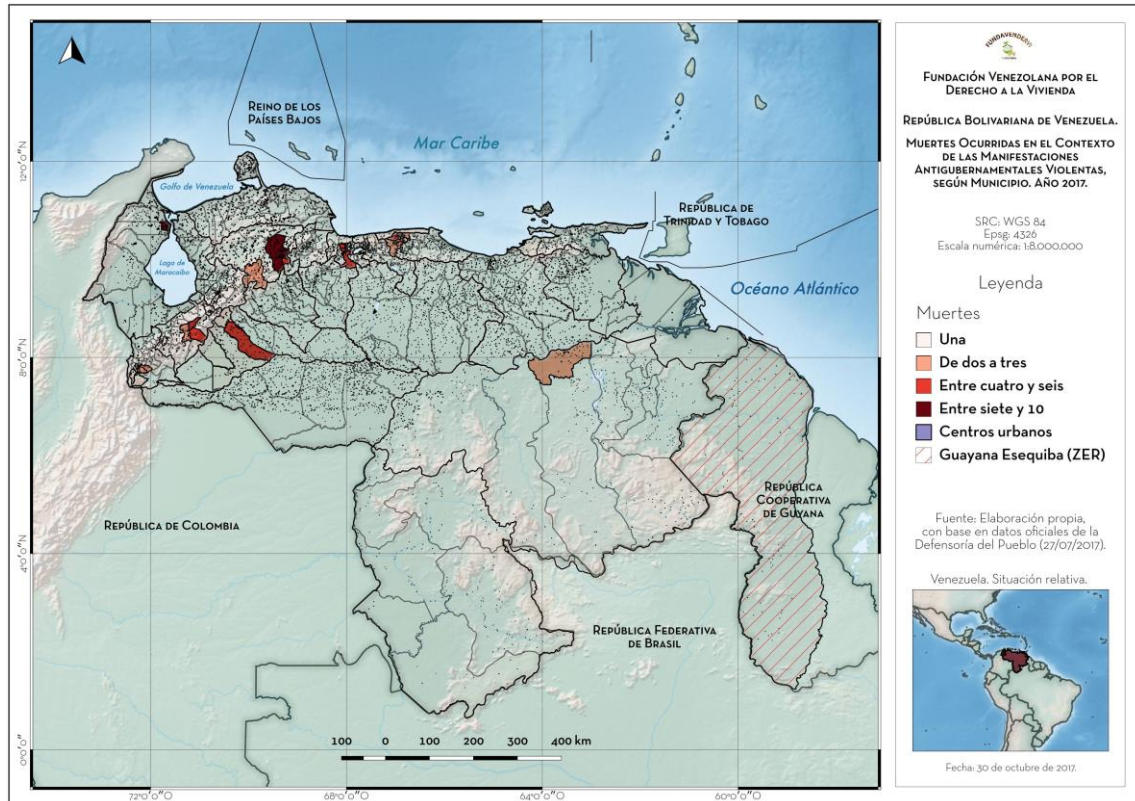 REINO DE LOS
PAÍSES BAJOS
Mar Caribe
Golfo de Venezuela
REPÚBLICA DE
TRINIDAD Y TOBAGO
Lago de
Maracaibo
Océano Atlántico
REPÚBLICA DE COLOMBIA
REPÚBLICA
COOPERATIVA
DE GUYANA
REPÚBLICA FEDERATIVA
DE BRASIL
100 0 100 200 300 400 km
12°0'0"N
8°0'0"N
4°0'0"N
0°0'0"
72°0'0"O
68°0'0"O
64°0'0"O
60°0'0"O
FUNDAVENDERVI
FUNDACIÓN VENEZOLANA POR EL
DERECHO A LA VIVIENDA
REPÚBLICA BOLIVARIANA DE VENEZUELA.
MUERTES OCURRIDAS EN EL CONTEXTO
DE LAS MANIFESTACIONES
ANTIGUBERNAMENTALES VIOLENTAS,
SEGÚN MUNICIPIO. AÑO 2017.
SRC: WGS 84
Epsg: 4326
Escala numérica: 1:8.000.000
Leyenda
Muertes
Una
De dos a tres
Entre cuatro y seis
Entre siete y 10
Centros urbanos
Guayana Esequiba (ZER)
Fuente: Elaboración propia,
con base en datos oficiales de la
Defensoría del Pueblo (27/07/2017).
Venezuela. Situación relativa.
Fecha: 30 de octubre de 2017.